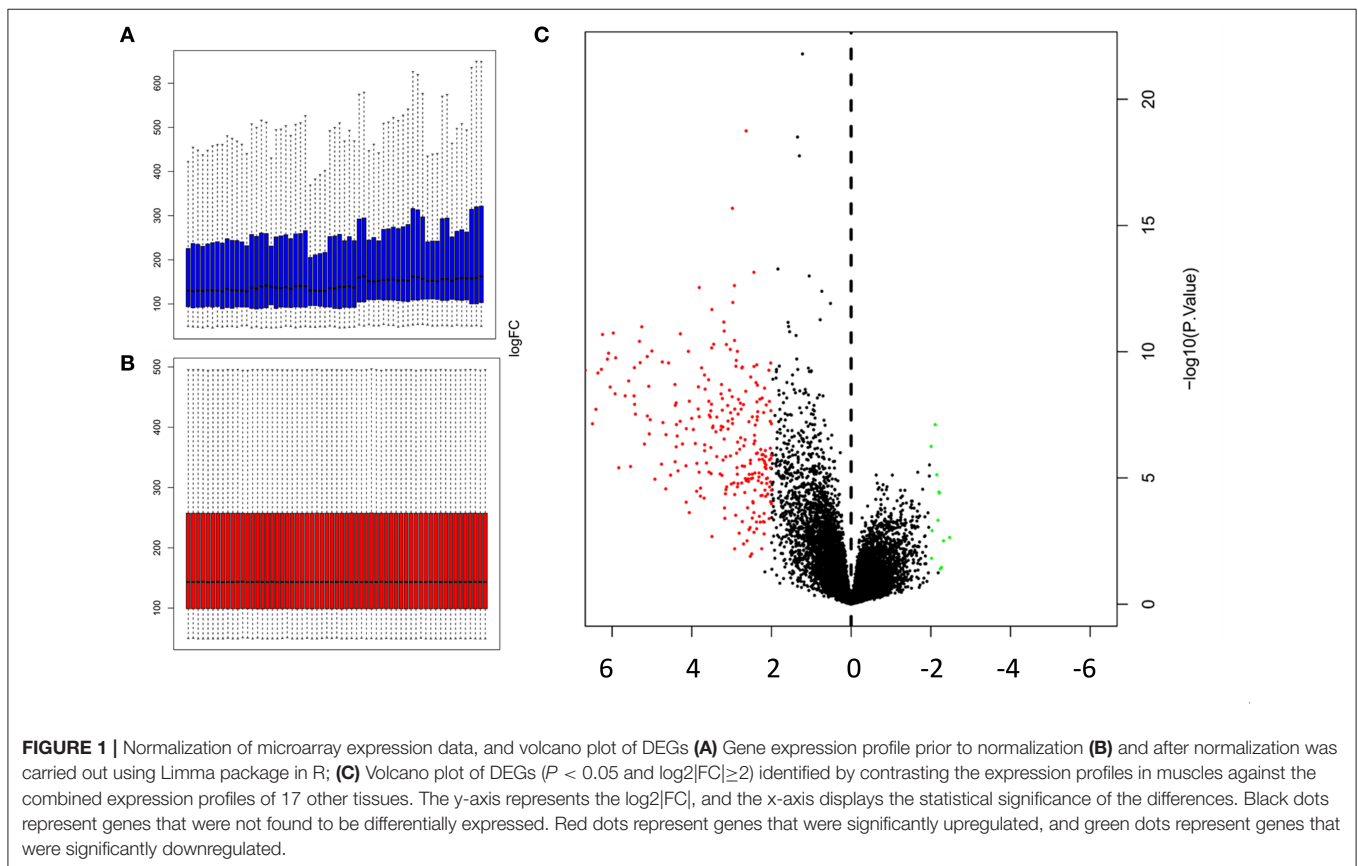 A
600
500
400
300
200
100
B
500
400
300
200
100
logFC
C
20
15
10
5
0
−log10(P.Value)
6 4 2 0 -2 -4 -6
FIGURE 1 | Normalization of microarray expression data, and volcano plot of DEGs (A) Gene expression profile prior to normalization (B) and after normalization was
carried out using Limma package in R; (C) Volcano plot of DEGs (P < 0.05 and log2|FC|≥2) identified by contrasting the expression profiles in muscles against the
combined expression profiles of 17 other tissues. The y-axis represents the log2|FC|, and the x-axis displays the statistical significance of the differences. Black dots
represent genes that were not found to be differentially expressed. Red dots represent genes that were significantly upregulated, and green dots represent genes that
were significantly downregulated.